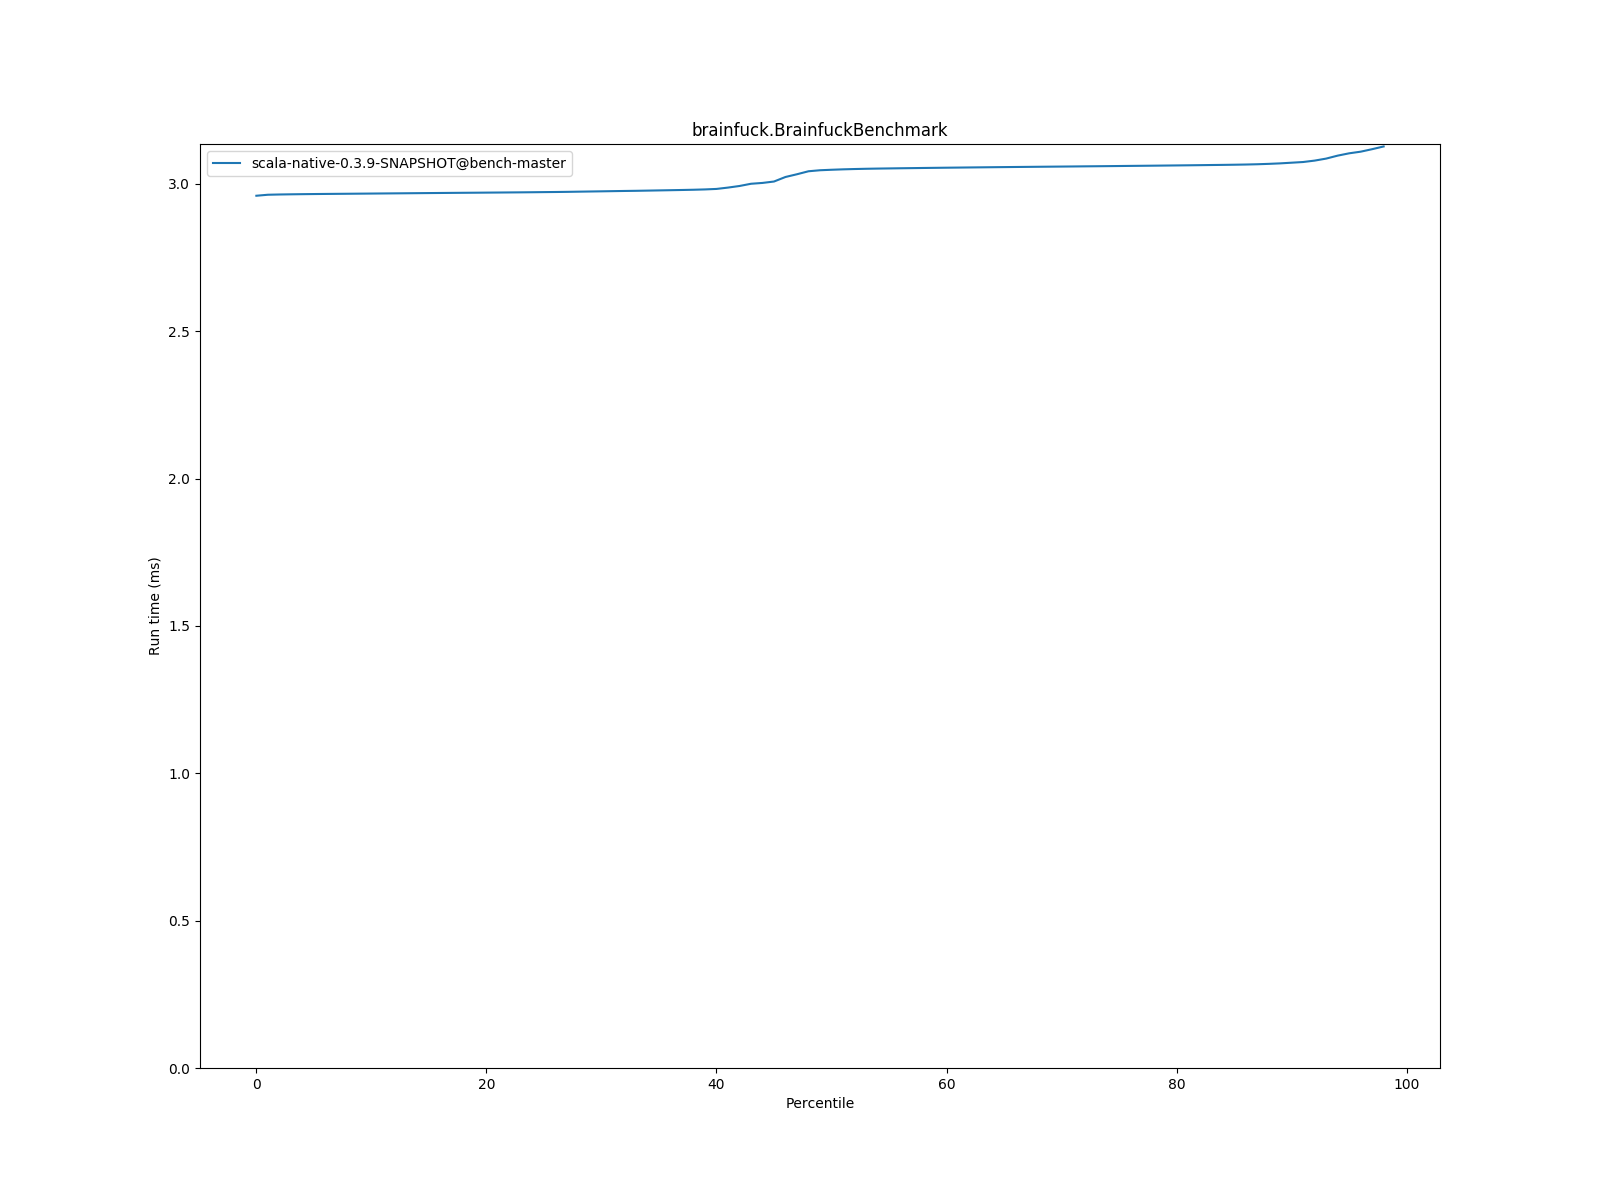 brainfuck.BrainfuckBenchmark
scala-native-0.3.9-SNAPSHOT@bench-master
3.0
2.5
2.0
1.5
1.0
0.5
0.0
Run time (ms)
0 20 40 60 80 100
Percentile